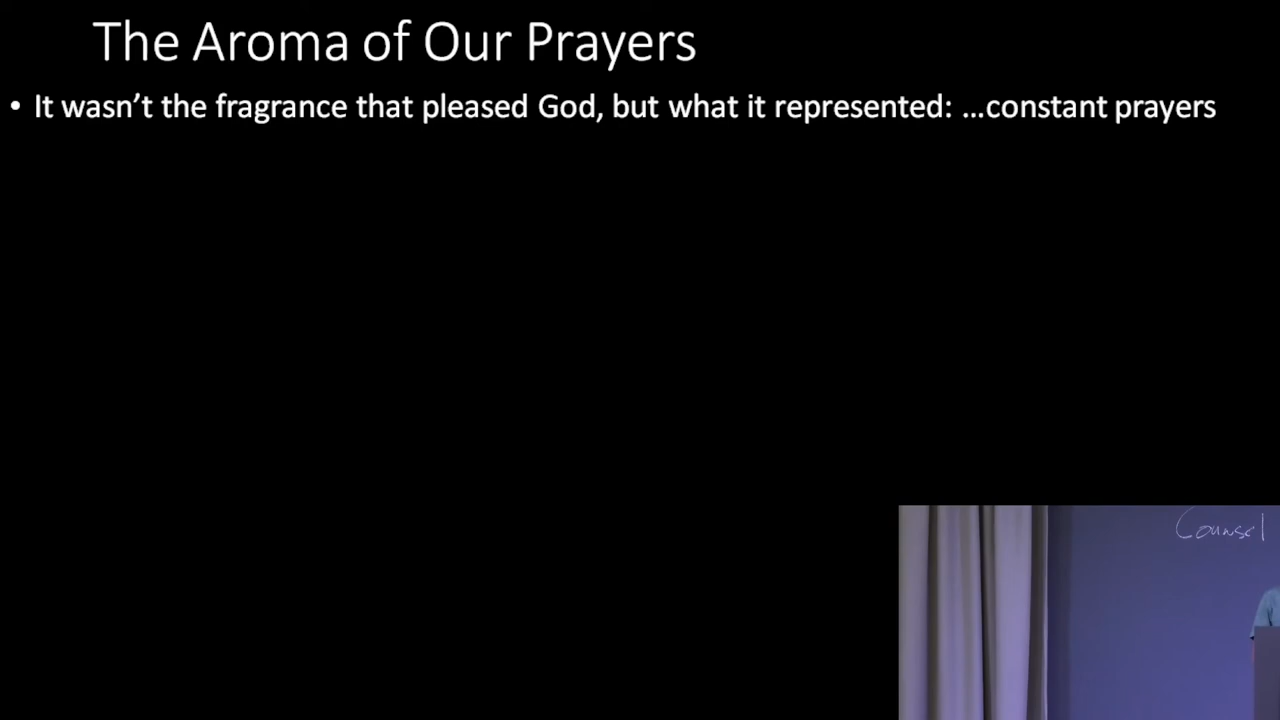 The Aroma of Our Prayers
• It wasn’t the fragrance that pleased God, but what it represented: …constant prayers
Counsel